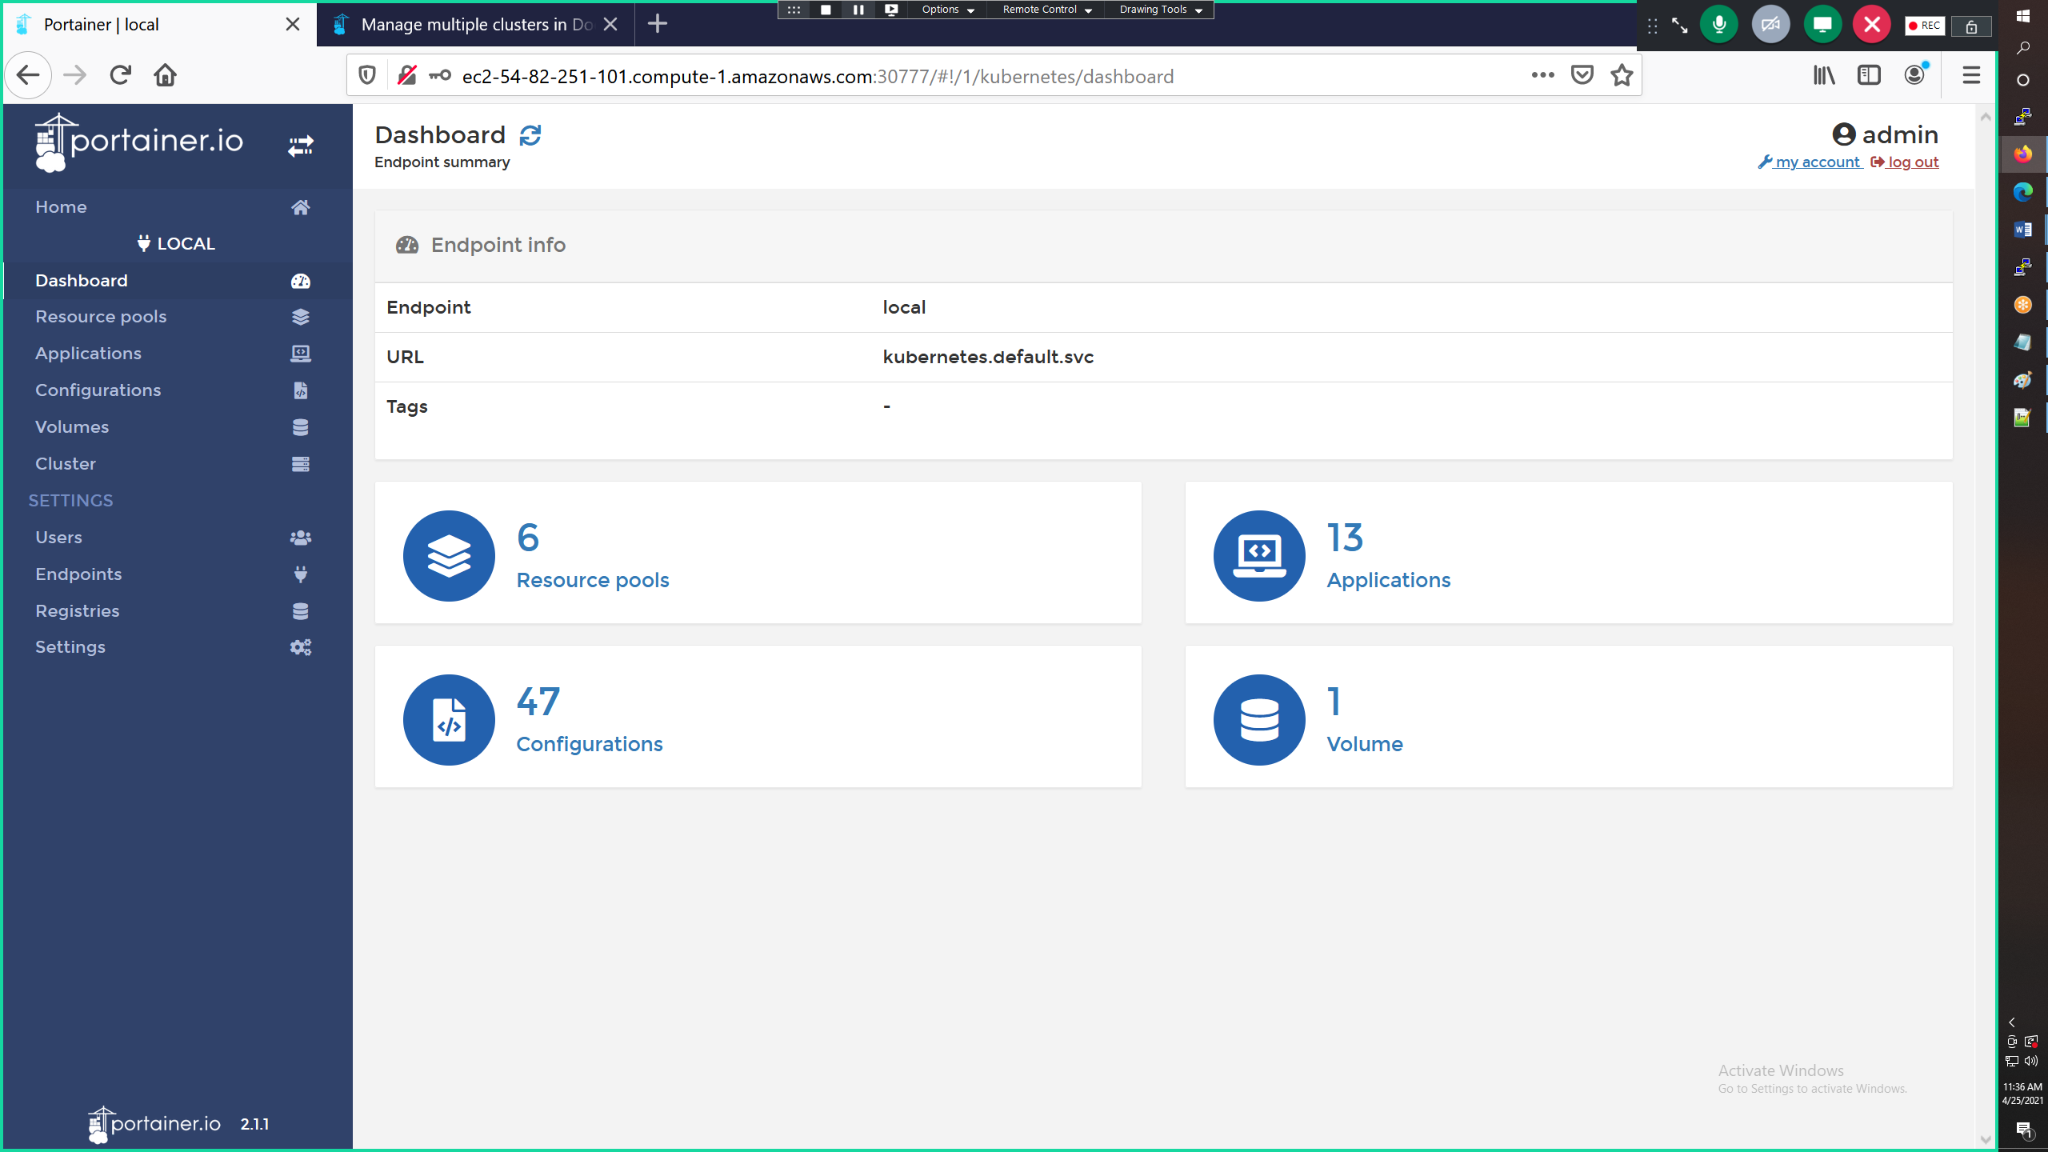 Portainer | local
Manage multiple clusters in Do
Options
Remote Control
Drawing Tools
REC
ec2-54-82-251-101.compute-1.amazonaws.com:30777/#!/1/kubernetes/dashboard
portainer.io
Dashboard
Endpoint summary
admin
my account
log out
Home
LOCAL
Dashboard
Resource pools
Applications
Configurations
Volumes
Cluster
SETTINGS
Users
Endpoints
Registries
Settings
Endpoint info
Endpoint local
URL kubernetes.default.svc
Tags -
6
Resource pools
13
Applications
47
Configurations
1
Volume
Activate Windows
Go to Settings to activate Windows.
portainer.io 2.1.1
11:36 AM
4/25/2021
1